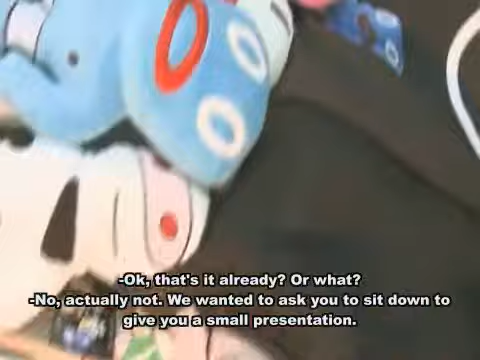 -Ok, that's it already? Or what?
-No, actually not. We wanted to ask you to sit down to
give you a small presentation.